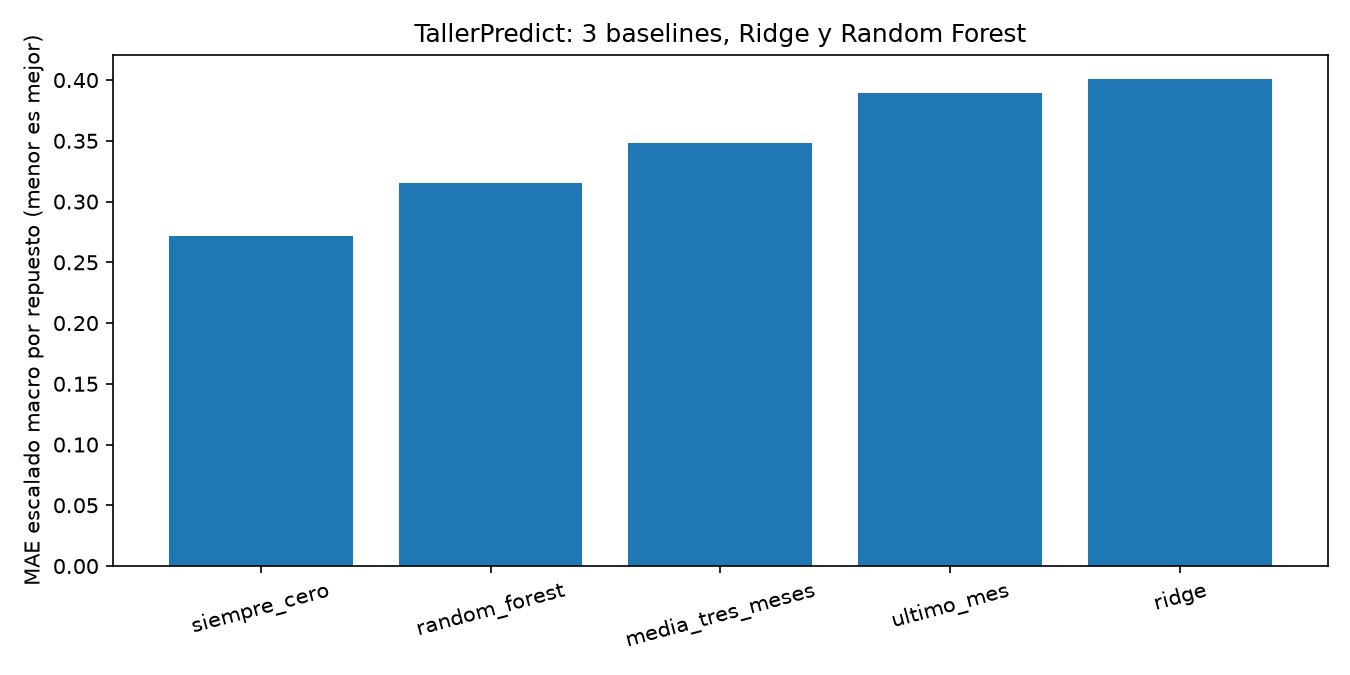 TallerPredict: 3 baselines, Ridge y Random Forest
MAE escalado macro por repuesto (menor es mejor)
0.40
0.35
0.30
0.25
0.20
0.15
0.10
0.05
0.00
siempre_cero
random_forest
media_tres_meses
ultimo_mes
ridge